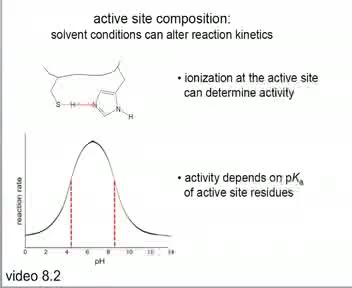 active site composition:
solvent conditions can alter reaction kinetics
S H N
N
H
• ionization at the active site
can determine activity
• activity depends on pKa
of active site residues
reaction rate
0 2 4 6 8 10 12 14
pH
video 8.2